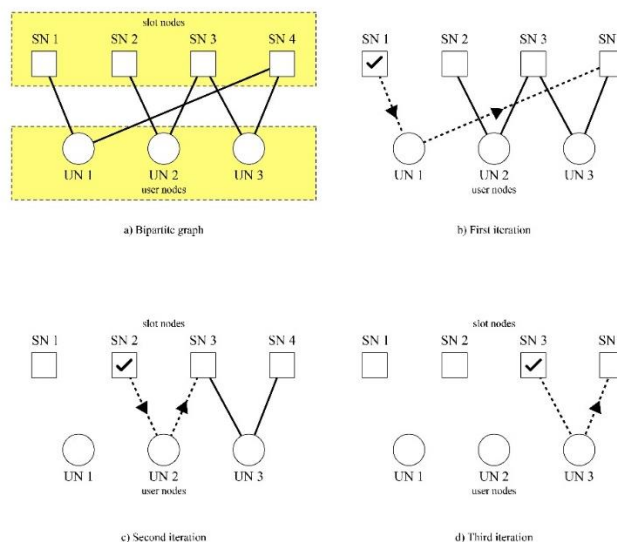 slot nodes
SN 1 SN 2 SN 3 SN 4
UN 1 UN 2 UN 3
user nodes
a) Bipartite graph
slot nodes
SN 1 SN 2 SN 3 SN
UN 1 UN 2 UN 3
user nodes
b) First iteration
slot nodes
SN 1 SN 2 SN 3 SN 4
UN 1 UN 2 UN 3
user nodes
c) Second iteration
slot nodes
SN 1 SN 2 SN 3 SN
UN 1 UN 2 UN 3
user nodes
d) Third iteration